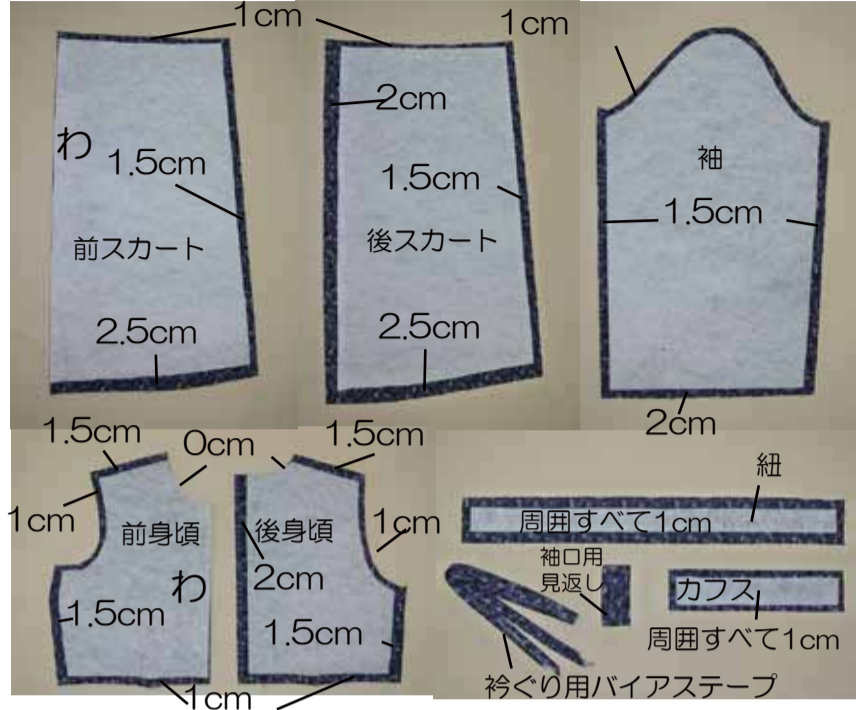 1cm
1cm
2cm
わ
1.5cm
1.5cm
袖
1.5cm
前スカート
後スカート
2.5cm
2.5cm
2cm
1.5cm
0cm
1.5cm
1cm
前身頃
後身頃
1cm
わ
2cm
1.5cm
1.5cm
1cm
紐
周囲すべて1cm
袖口用
見返し
カフス
周囲すべて1cm
衿ぐり用バイアステープ